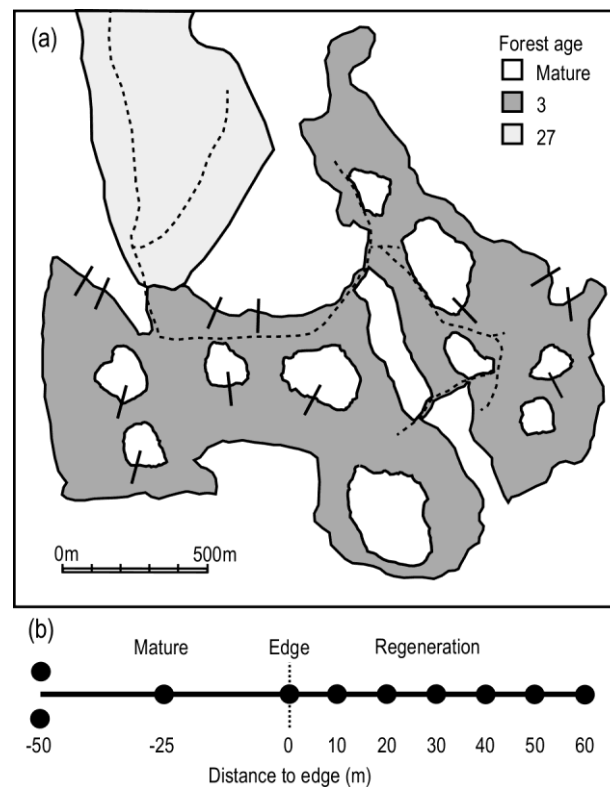 (a)
Forest age
Mature
3
27
0m 500m
(b)
Mature Edge Regeneration
-50 -25 0 10 20 30 40 50 60
Distance to edge (m)